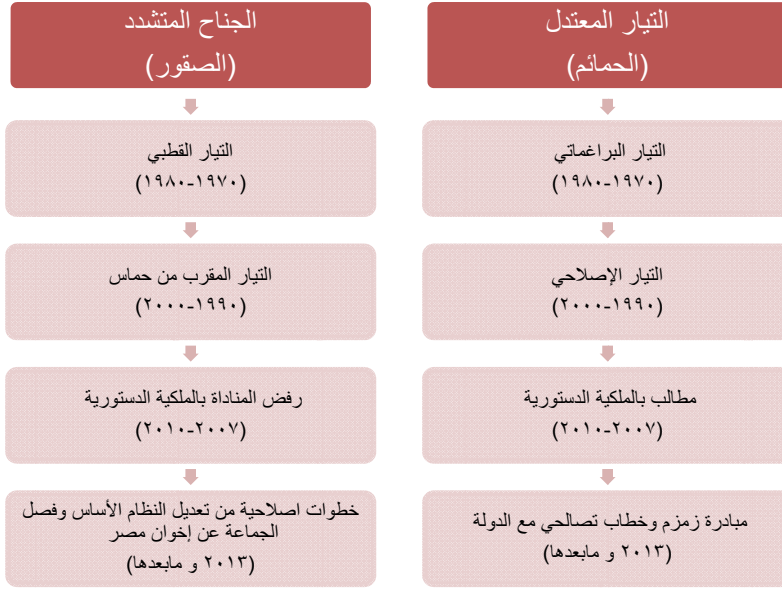 التيار المعتدل
(الحمائم)
التيار البراغماتي
(١٩٧٠-١٩٨٠)
التيار الإصلاحي
(١٩٩٠-٢٠٠٠)
مطالب بالملكية الدستورية
(٢٠٠٧-٢٠١٠)
مبادرة زمزم وخطاب تصالحي مع الدولة
(٢٠١٣ و مابعدها)
الجناح المتشدد
(الصقور)
التيار القطبي
(١٩٧٠-١٩٨٠)
التيار المقرب من حماس
(١٩٩٠-٢٠٠٠)
رفض المناداة بالملكية الدستورية
(٢٠٠٧-٢٠١٠)
خطوات اصلاحية من تعديل النظام الأساس وفصل
الجماعة عن إخوان مصر
(٢٠١٣ و مابعدها)